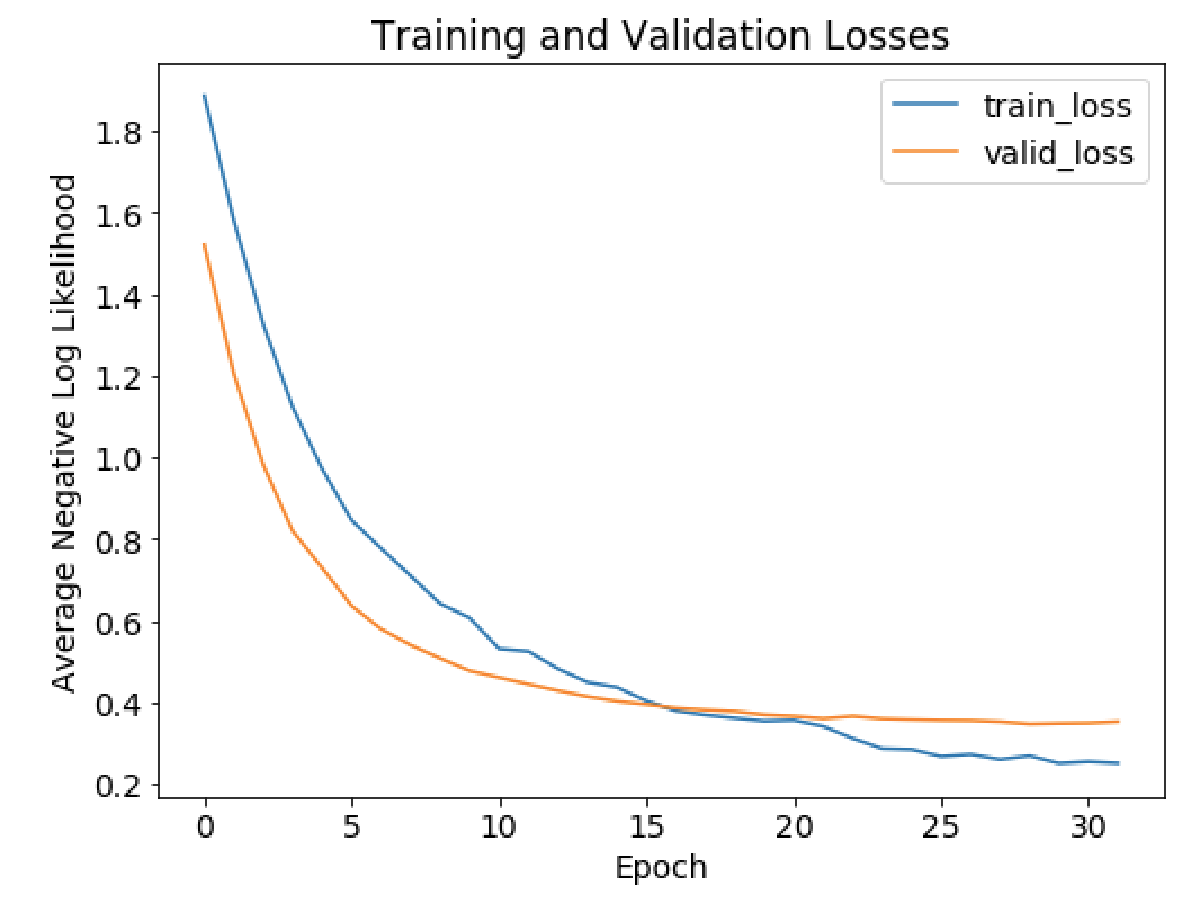 Training and Validation Losses
train_loss
valid_loss
Average Negative Log Likelihood
1.8
1.6
1.4
1.2
1.0
0.8
0.6
0.4
0.2
0 5 10 15 20 25 30
Epoch